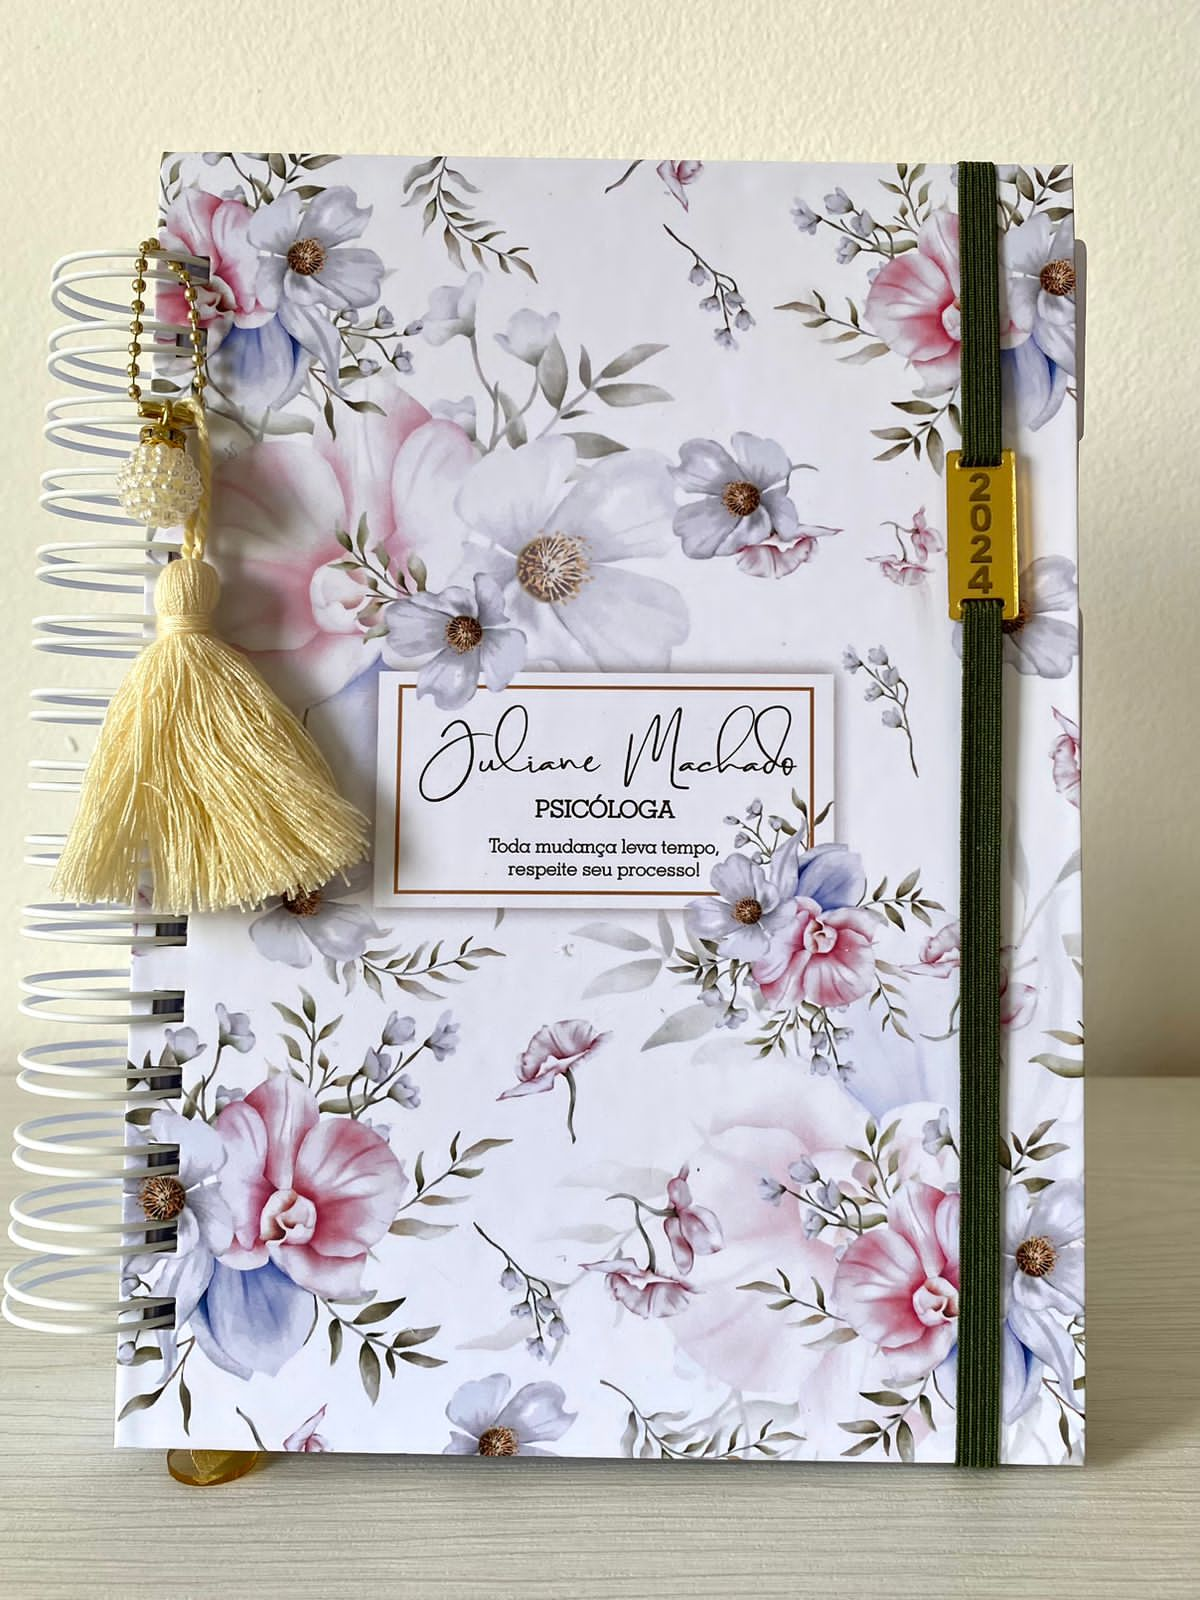 2024
Juliane Machado
PSICÓLOGA
Toda mudança leva tempo,
respeite seu processo!